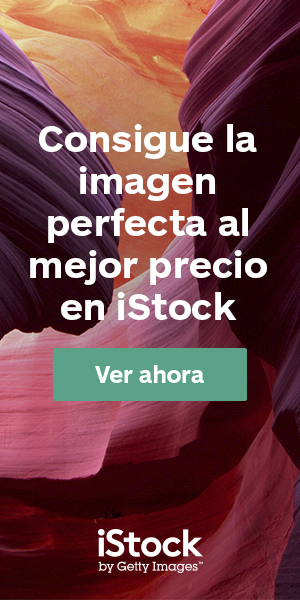 Consigue la
imagen
perfecta al
mejor precio
en iStock
Ver ahora
iStock
by Getty Images™